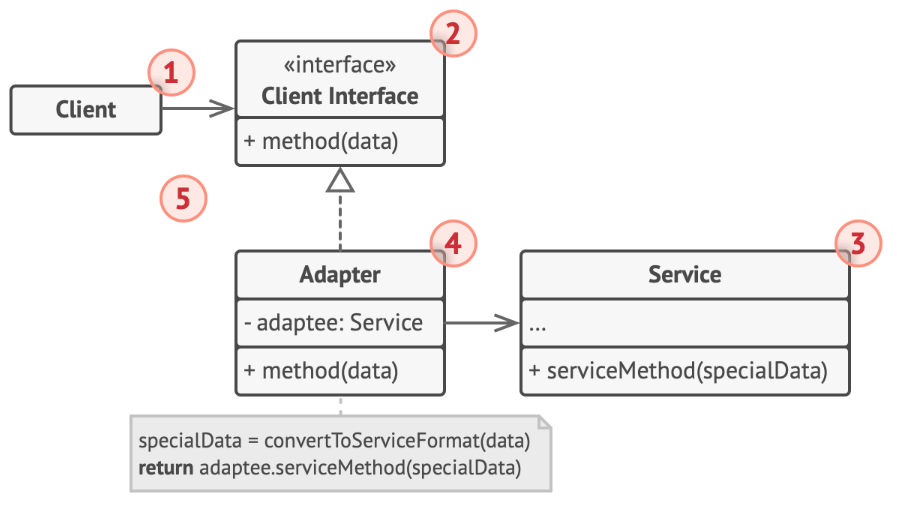 1
Client
2
«interface»
Client Interface
+ method(data)
5
4
Adapter
- adaptee: Service
+ method(data)
3
Service
...
+ serviceMethod(specialData)
specialData = convertToServiceFormat(data)
return adaptee.serviceMethod(specialData)